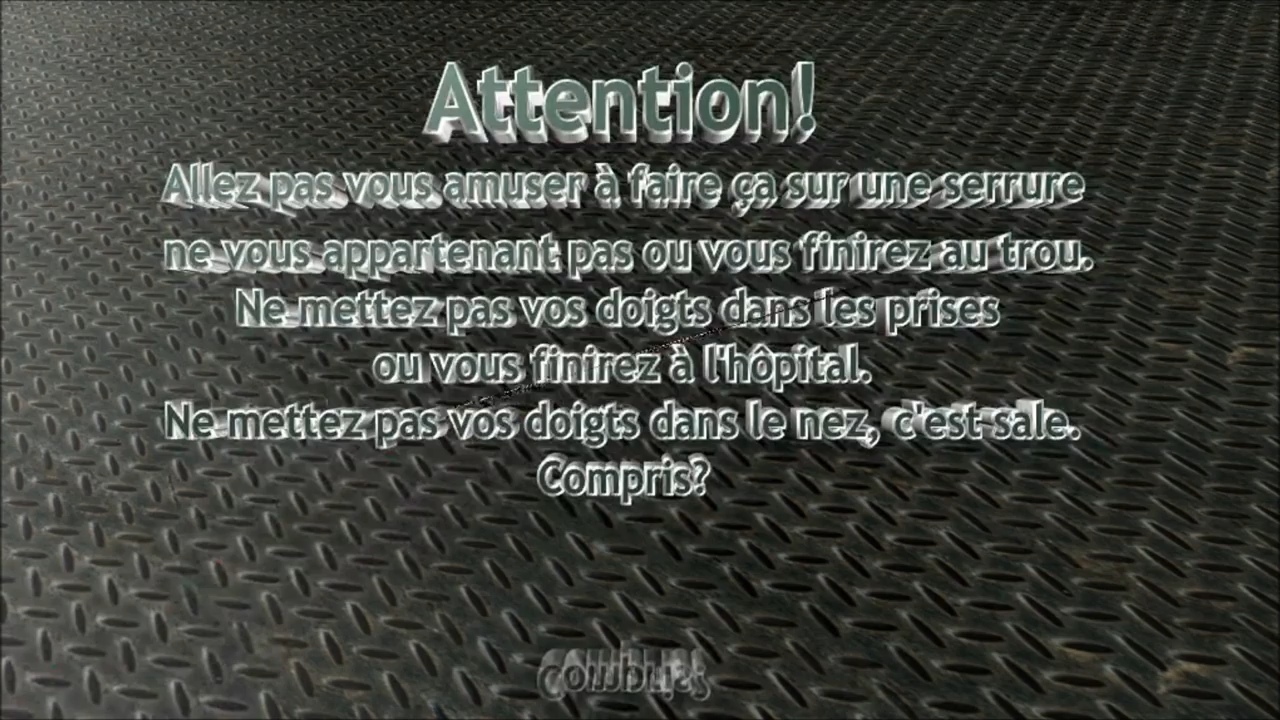 Attention!
Allez pas vous amuser à faire ça sur une serrure
ne vous appartenant pas ou vous finirez au trou.
Ne mettez pas vos doigts dans les prises
ou vous finirez à l'hôpital.
Ne mettez pas vos doigts dans le nez, c'est sale.
Compris?